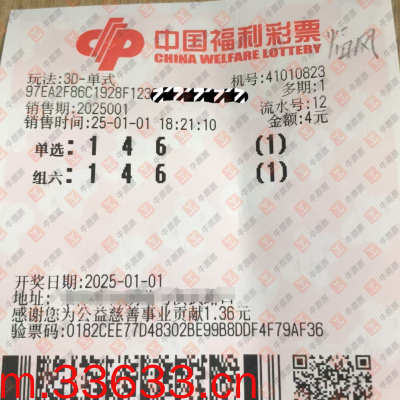 中国福利彩票
CHINA WELFARE LOTTERY
玩法:3D-单式 机号:41010823
97EA2F86C1928F123 多期:1
销售期:2025001 流水号:12
销售时间:25-01-01 18:21:10 金额:4元
单选:1 4 6 (1)
组六:1 4 6 (1)
开奖日期:2025-01-01
地址:
感谢您为公益慈善事业贡献1.36元
验票码:0182CEE77D48302BE99B8DDF4F79AF36
m.33633.cn